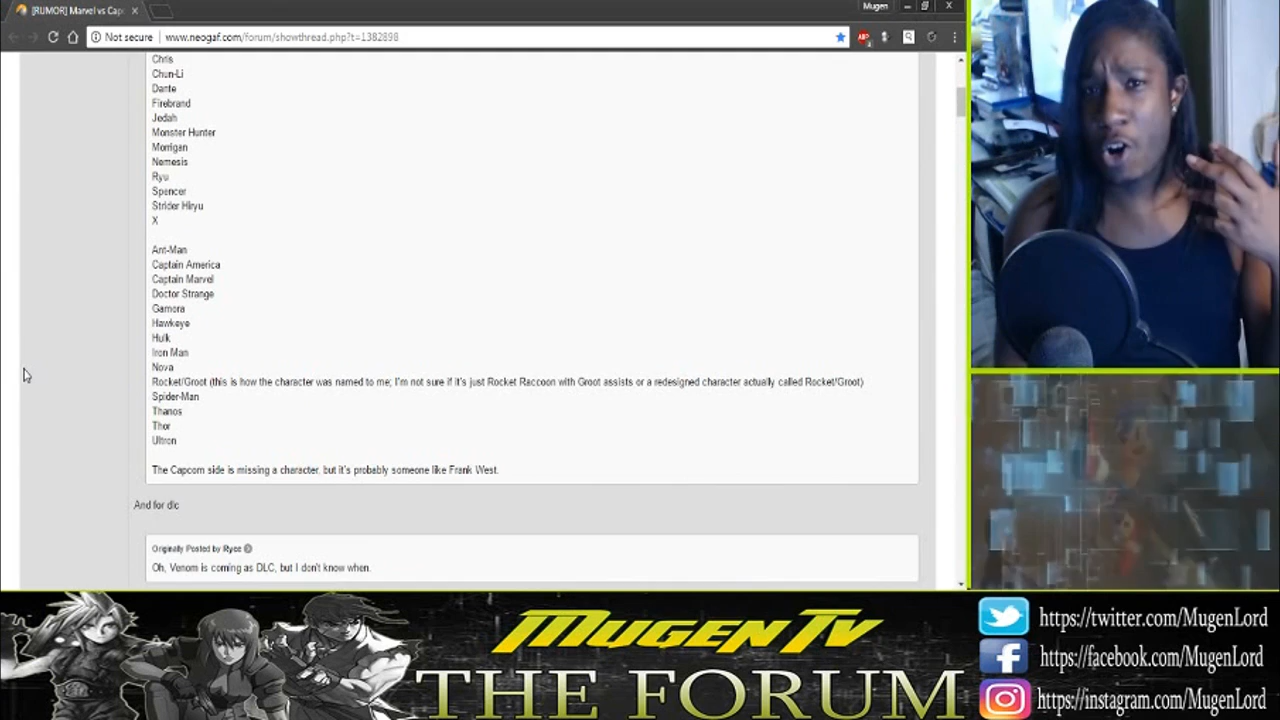 [RUMOR] Marvel vs Cap
Mugen
Not secure
www.neogaf.com/forum/showthread.php?t=1382898
ABP
Chris
Chun-Li
Dante
Firebrand
Jedah
Monster Hunter
Morrigan
Nemesis
Ryu
Spencer
Strider Hiryu
X
Ant-Man
Captain America
Captain Marvel
Doctor Strange
Gamora
Hawkeye
Hulk
Iron Man
Nova
Rocket/Groot (this is how the character was named to me; I'm not sure if it's just Rocket Raccoon with Groot assists or a redesigned character actually called Rocket/Groot)
Spider-Man
Thanos
Thor
Ultron
The Capcom side is missing a character, but it's probably someone like Frank West.
And for dlc
Originally Posted by Ryce
Oh, Venom is coming as DLC, but I don't know when.
MUGEN TV
THE FORUM
https://twitter.com/MugenLord
https://facebook.com/MugenLord
https://instagram.com/MugenLord